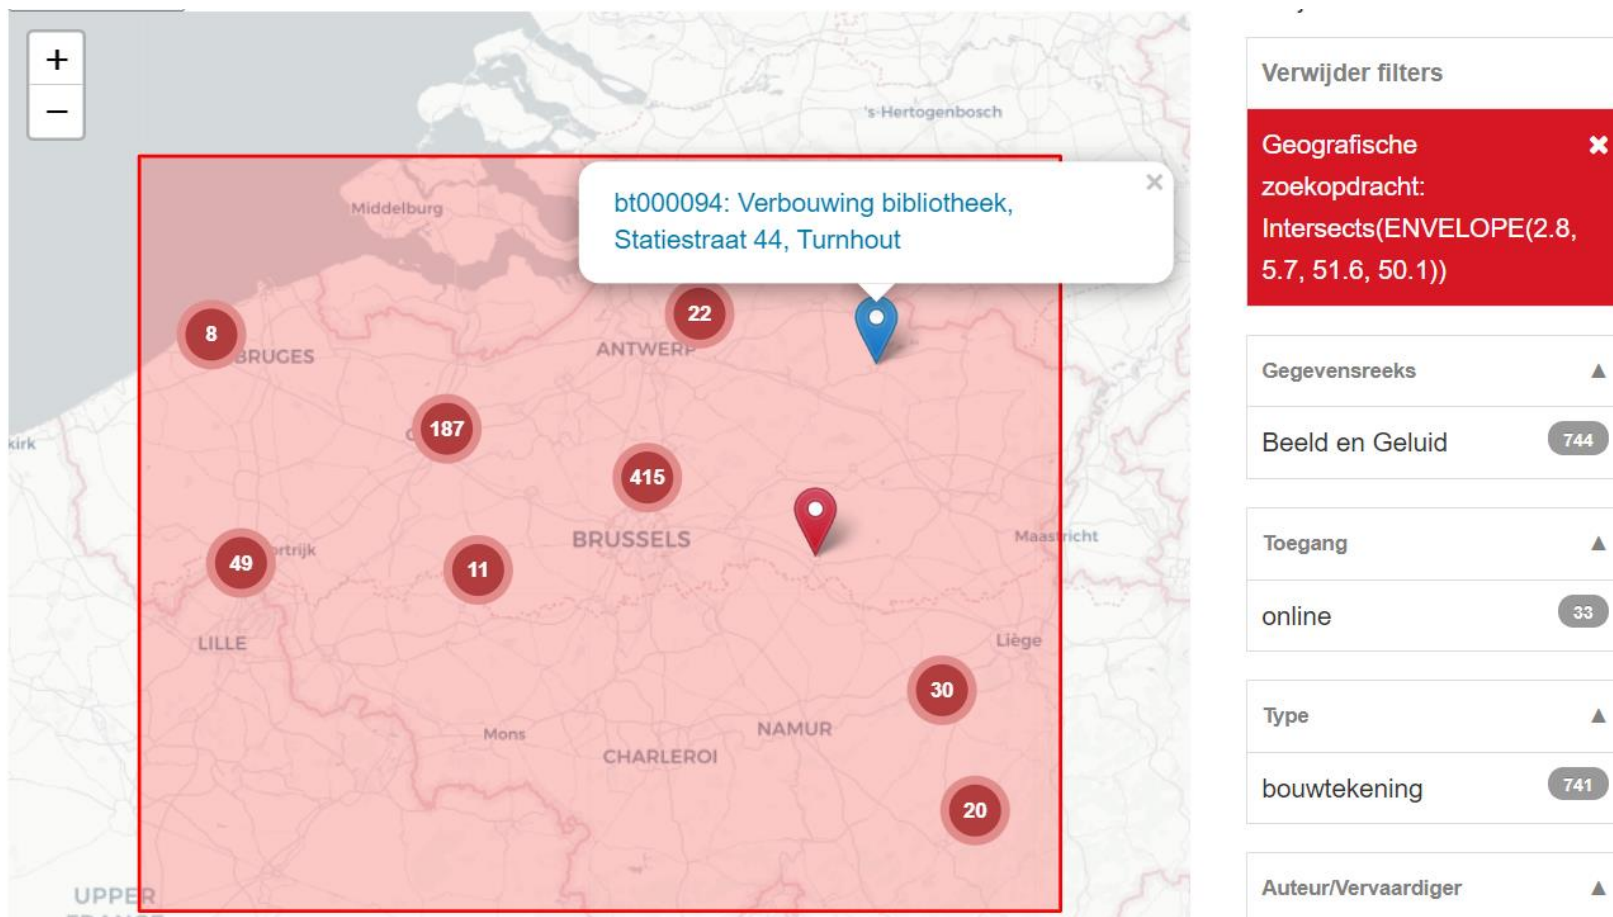 +
−
's-Hertogenbosch
Middelburg
bt000094: Verbouwing bibliotheek,
Statiestraat 44, Turnhout
×
8
BRUGES
22
ANTWERP
187
kirk
415
BRUSSELS
Maastricht
49
ortrijk
11
LILLE
Liège
30
Mons
NAMUR
CHARLEROI
20
UPPER
Verwijder filters
Geografische
zoekopdracht:
Intersects(ENVELOPE(2.8,
5.7, 51.6, 50.1))
Gegevensreeks
Beeld en Geluid 744
Toegang
online 33
Type
bouwtekening 741
Auteur/Vervaardiger